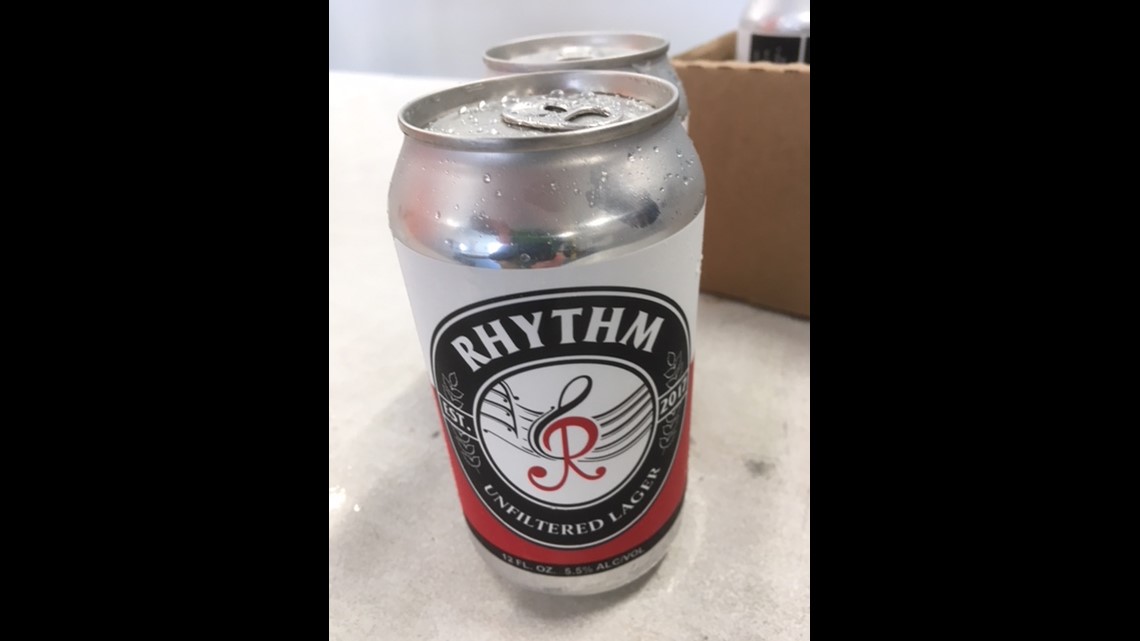 RHYTHM
EST.
R
UNFILTERED LAGER
12 FL. OZ. 5.5% ALC/VOL